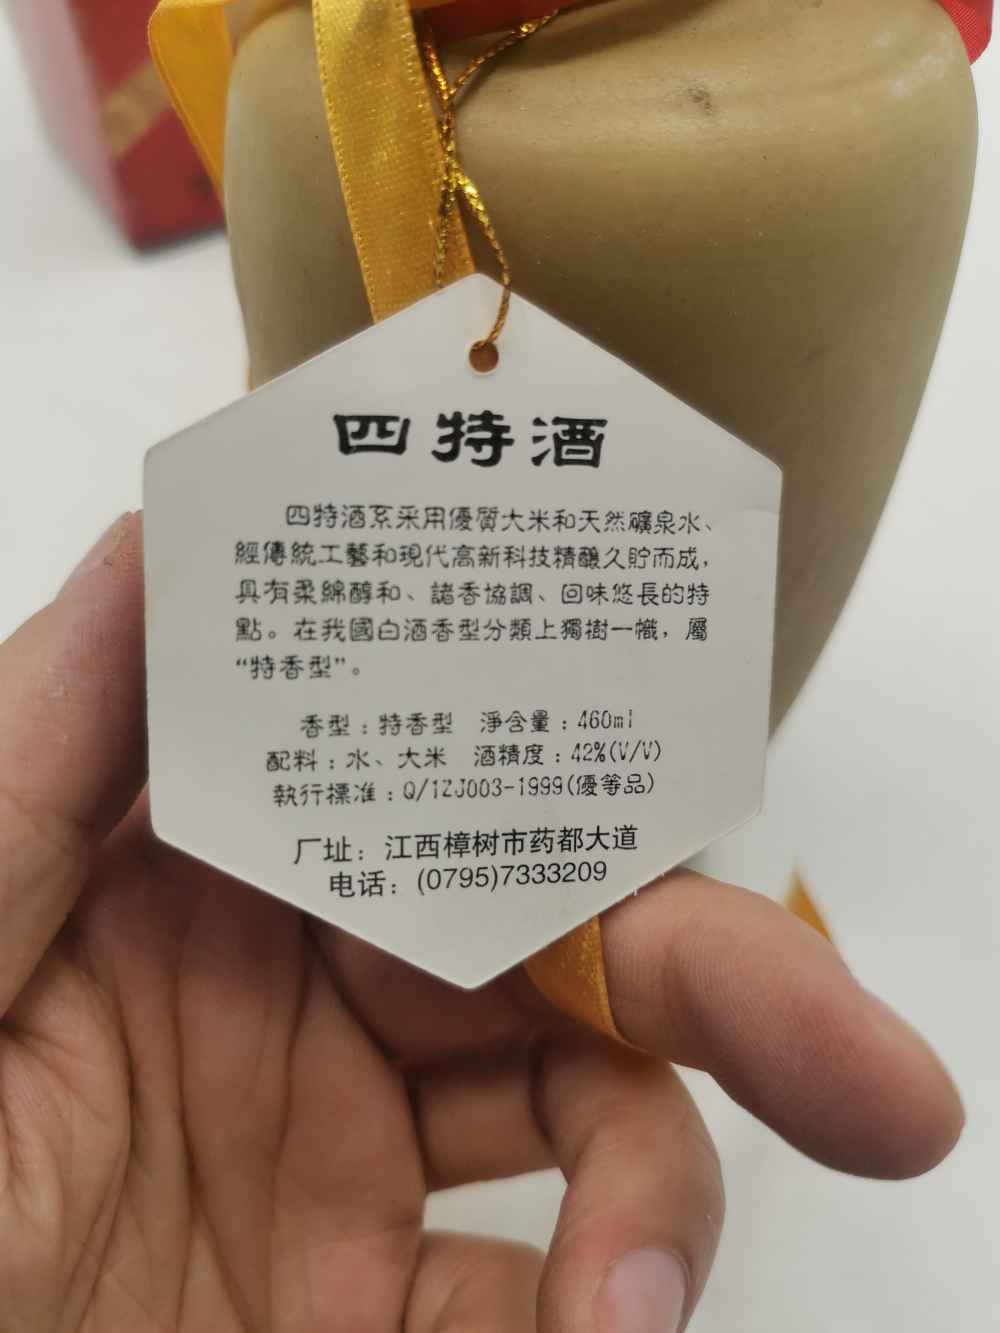 四特酒
四特酒系采用優質大米和天然礦泉水、
經傳統工藝和現代高新科技精釀久貯而成，
具有柔綿醇和、諸香協調、回味悠長的特
點。在我國白酒香型分類上獨樹一幟，屬
“特香型”。
香型：特香型 淨含量：460ml
配料：水、大米 酒精度：42%(V/V)
執行標准：Q/1ZJ003-1999(優等品)
厂址：江西樟树市药都大道
电话：(0795)7333209